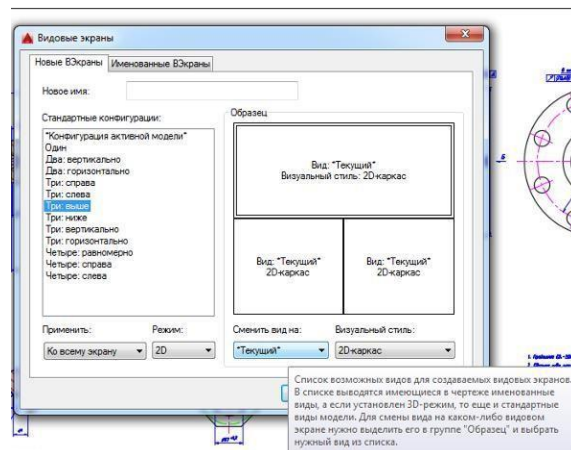 Видовые экраны
Новые ВЭкраны
Именованные ВЭкраны
Новое имя:
Стандартные конфигурации:
*Конфигурация активной модели*
Один
Два: вертикально
Два: горизонтально
Три: справа
Три: слева
Три: выше
Три: ниже
Три: вертикально
Три: горизонтально
Четыре: равномерно
Четыре: справа
Четыре: слева
Образец
Вид: *Текущий*
Визуальный стиль: 2D-каркас
Вид: *Текущий*
2D-каркас
Вид: *Текущий*
2D-каркас
Применить:
Режим:
Сменить вид на:
Визуальный стиль:
Ко всему экрану
2D
*Текущий*
2D-каркас
Список возможных видов для создаваемых видовых экранов.
В списке выводятся имеющиеся в чертеже именованные
виды, а если установлен 3D-режим, то еще и стандартные
виды модели. Для смены вида на каком-либо видовом
экране нужно выделить его в группе "Образец" и выбрать
нужный вид из списка.